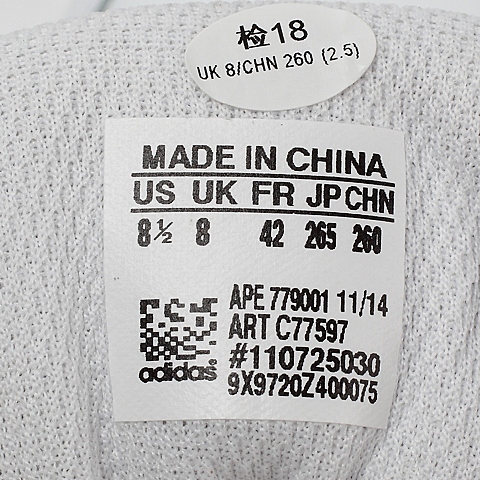 检18
UK 8/CHN 260 (2.5)
MADE IN CHINA
US UK FR JP CHN
8½ 8 42 265 260
APE 779001 11/14
ART C77597
#110725030
adidas
9X9720Z400075